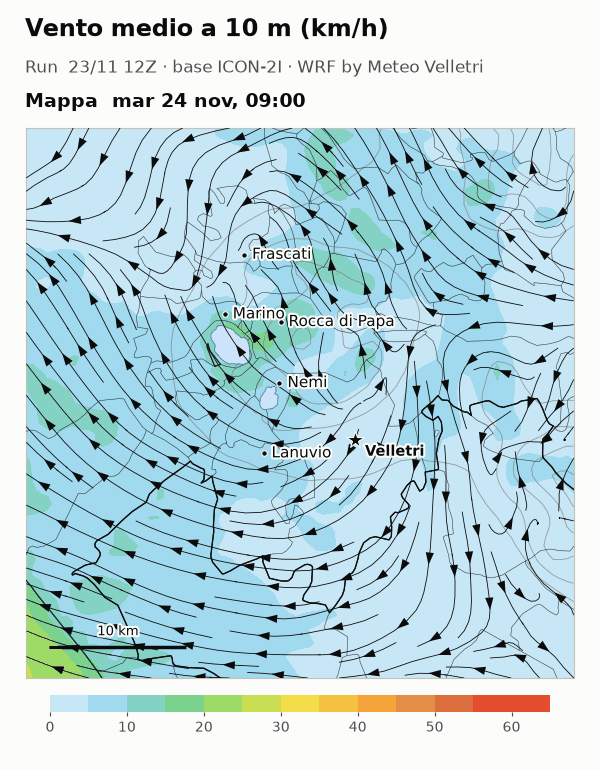 Vento medio a 10 m (km/h)
Run  23/11 12Z · base ICON-2I · WRF by Meteo Velletri
Mappa  mar 24 nov, 09:00
Frascati
Marino
Rocca di Papa
Nemi
Velletri
Lanuvio
10 km
0 10 20 30 40 50 60